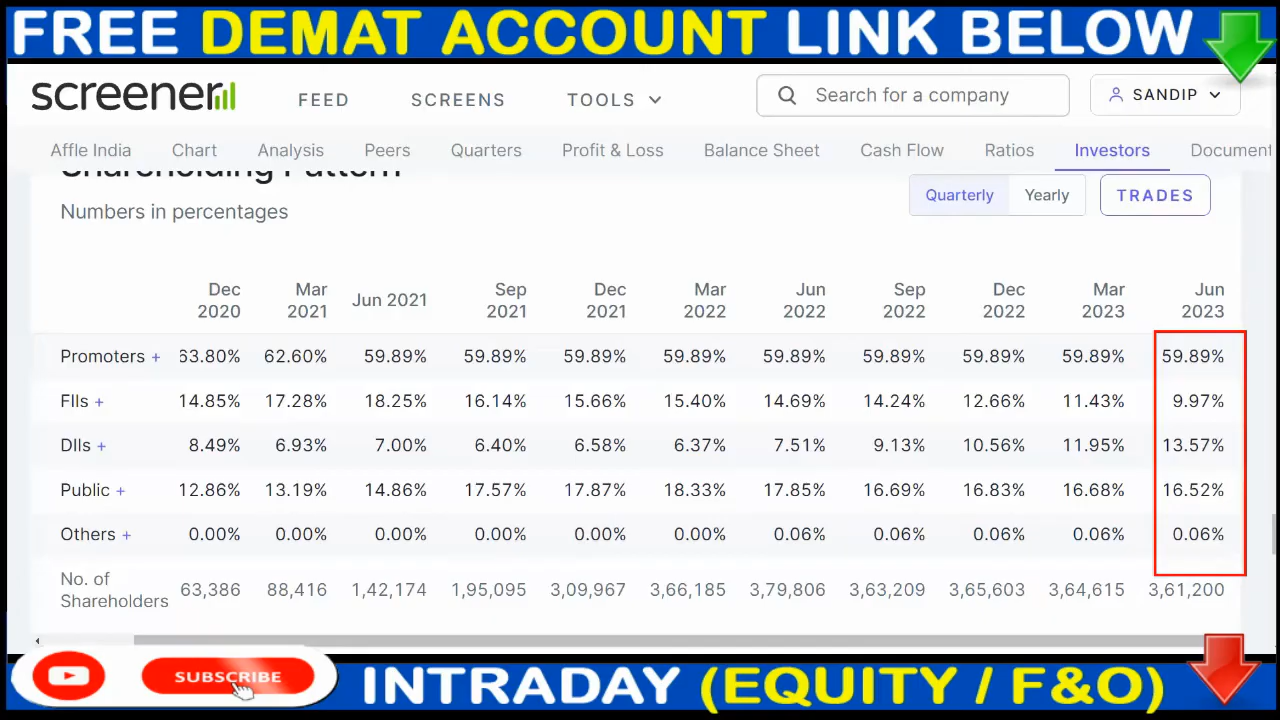 FREE DEMAT ACCOUNT LINK BELOW
screener
FEED SCREENS TOOLS
Search for a company
SANDIP
Affle India Chart Analysis Peers Quarters Profit & Loss Balance Sheet Cash Flow Ratios Investors Document
Shareholding Pattern
Numbers in percentages
Quarterly Yearly TRADES
Dec 2020 Mar 2021 Jun 2021 Sep 2021 Dec 2021 Mar 2022 Jun 2022 Sep 2022 Dec 2022 Mar 2023 Jun 2023
Promoters + 63.80% 62.60% 59.89% 59.89% 59.89% 59.89% 59.89% 59.89% 59.89% 59.89% 59.89%
FIIs + 14.85% 17.28% 18.25% 16.14% 15.66% 15.40% 14.69% 14.24% 12.66% 11.43% 9.97%
DIIs + 8.49% 6.93% 7.00% 6.40% 6.58% 6.37% 7.51% 9.13% 10.56% 11.95% 13.57%
Public + 12.86% 13.19% 14.86% 17.57% 17.87% 18.33% 17.85% 16.69% 16.83% 16.68% 16.52%
Others + 0.00% 0.00% 0.00% 0.00% 0.00% 0.00% 0.06% 0.06% 0.06% 0.06% 0.06%
No. of Shareholders 63,386 88,416 1,42,174 1,95,095 3,09,967 3,66,185 3,79,806 3,63,209 3,65,603 3,64,615 3,61,200
SUBSCRIBE
INTRADAY (EQUITY / F&O)